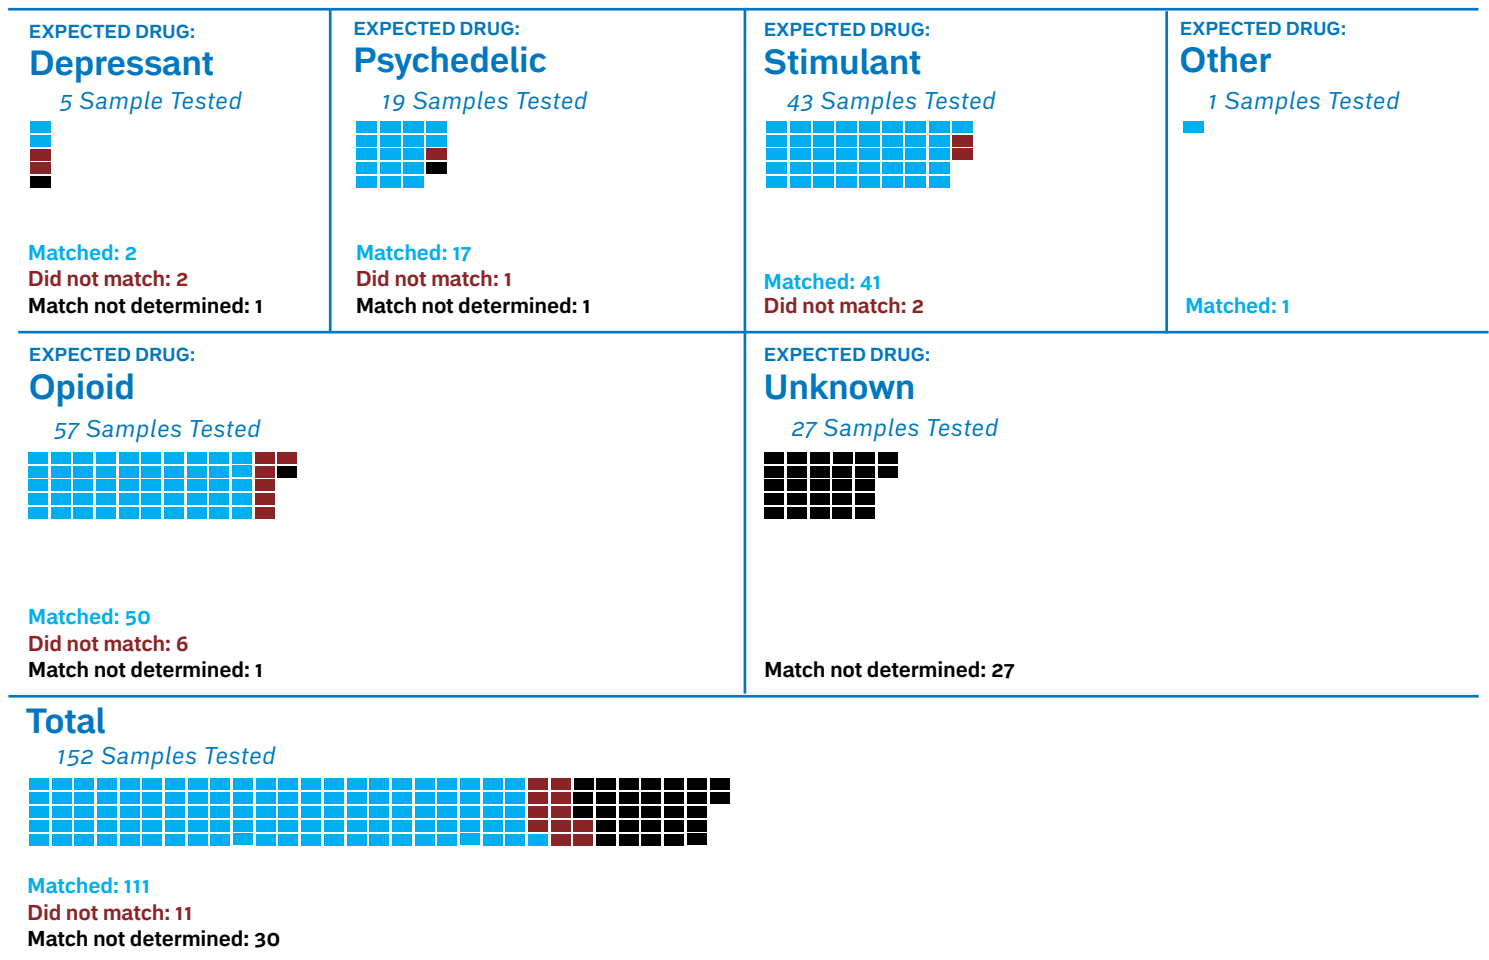 EXPECTED DRUG:
Depressant
5 Sample Tested
Matched: 2
Did not match: 2
Match not determined: 1
EXPECTED DRUG:
Psychedelic
19 Samples Tested
Matched: 17
Did not match: 1
Match not determined: 1
EXPECTED DRUG:
Stimulant
43 Samples Tested
Matched: 41
Did not match: 2
EXPECTED DRUG:
Other
1 Samples Tested
Matched: 1
EXPECTED DRUG:
Opioid
57 Samples Tested
Matched: 50
Did not match: 6
Match not determined: 1
EXPECTED DRUG:
Unknown
27 Samples Tested
Match not determined: 27
Total
152 Samples Tested
Matched: 111
Did not match: 11
Match not determined: 30